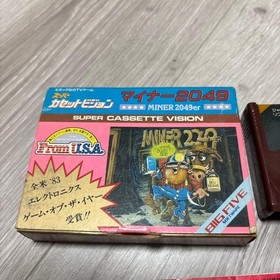 エポック社のTVゲーム
スーパー
カセットビジョン
マイナー2049
MINER 2049er
SUPER CASSETTE VISION
From U.S.A.
MINER 2049er
全米'83
エレクトロニクス
ゲーム・オブ・ザ・イヤー
受賞!!
BIG FIVE
SOFTWARE